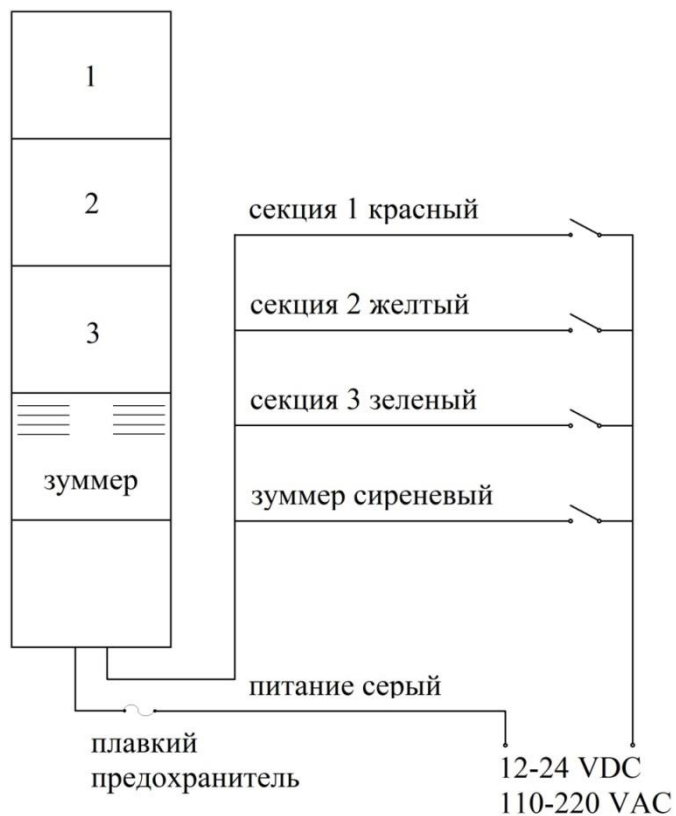 1
2
3
зуммер
секция 1 красный
секция 2 желтый
секция 3 зеленый
зуммер сиреневый
питание серый
плавкий
предохранитель
12-24 VDC
110-220 VAC